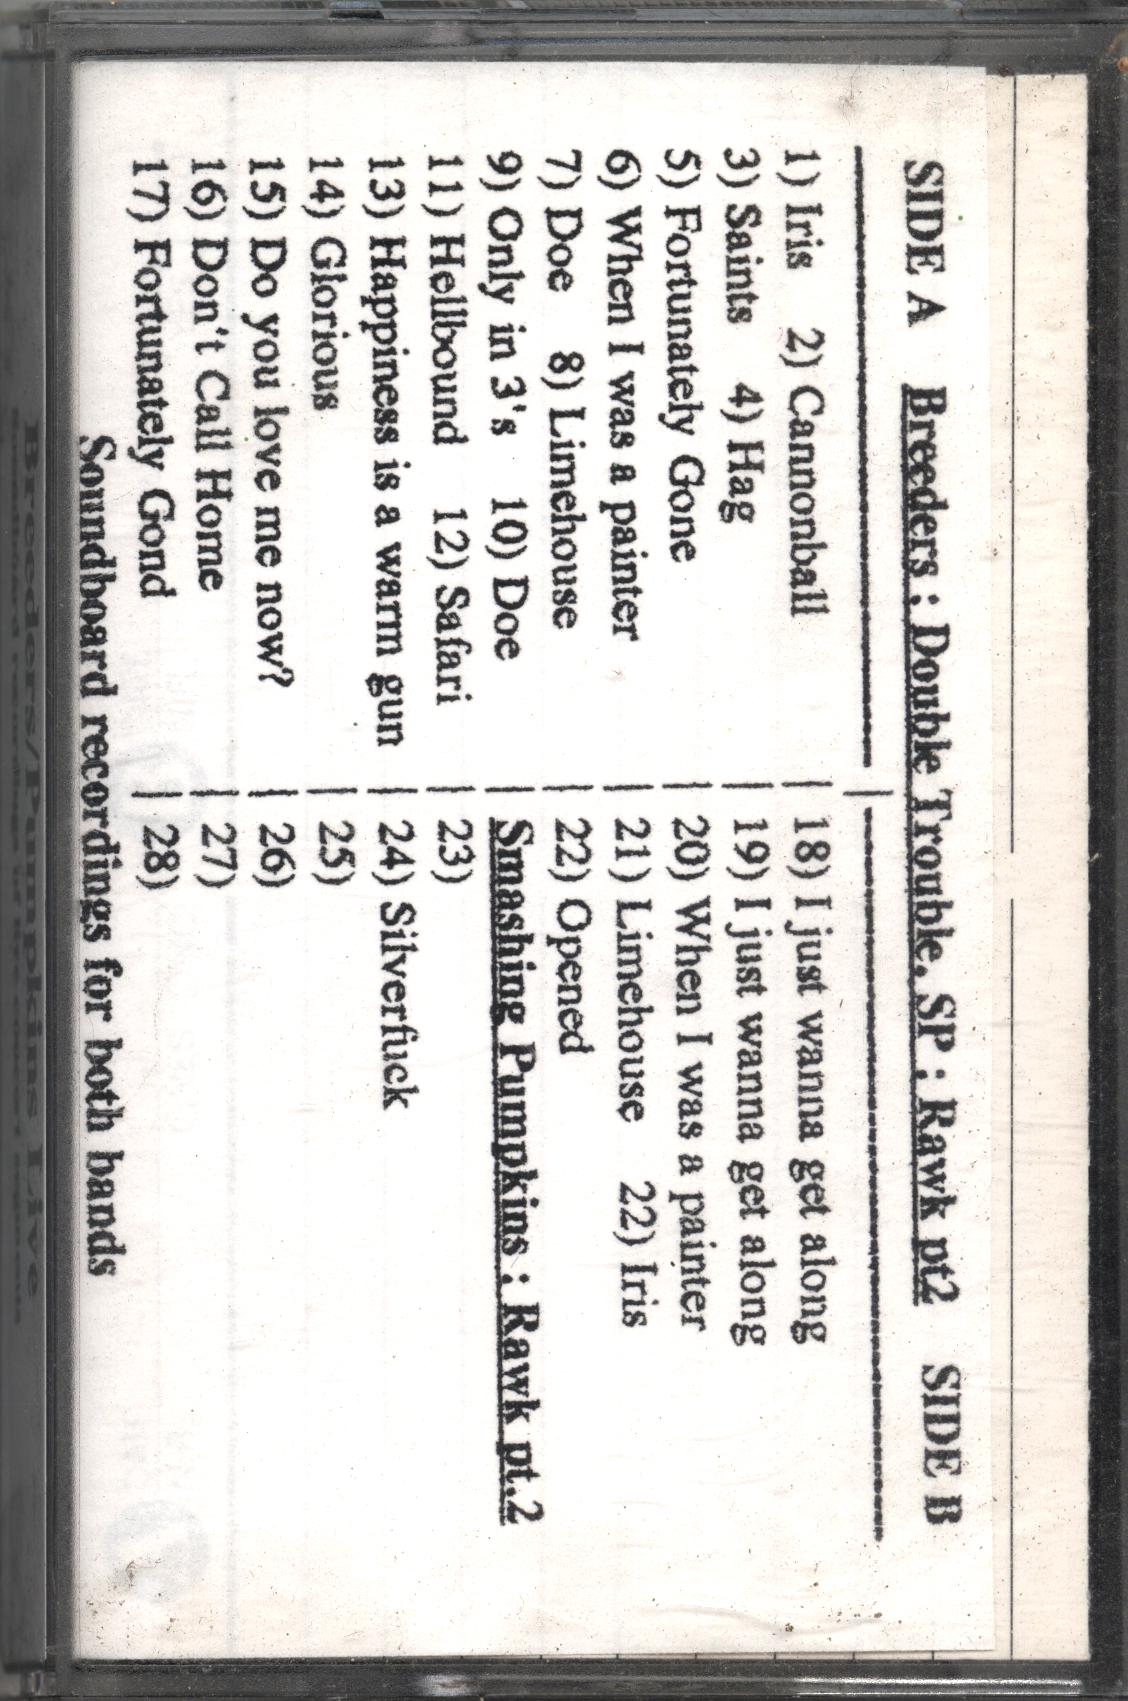 SIDE A Breeders : Double Trouble. SP : Rawk pt2 SIDE B
1) Iris 2) Cannonball
3) Saints 4) Hag
5) Fortunately Gone
6) When I was a painter
7) Doe 8) Limehouse
9) Only in 3's 10) Doe
11) Hellbound 12) Safari
13) Happiness is a warm gun
14) Glorious
15) Do you love me now?
16) Don't Call Home
17) Fortunately Gond
| 18) I just wanna get along
| 19) I just wanna get along
| 20) When I was a painter
| 21) Limehouse 22) Iris
| 22) Opened
| Smashing Pumpkins : Rawk pt.2
| 23)
| 24) Silverfuck
| 25)
| 26)
| 27)
| 28)
Soundboard recordings for both bands
Breeders/Pumpkins Live